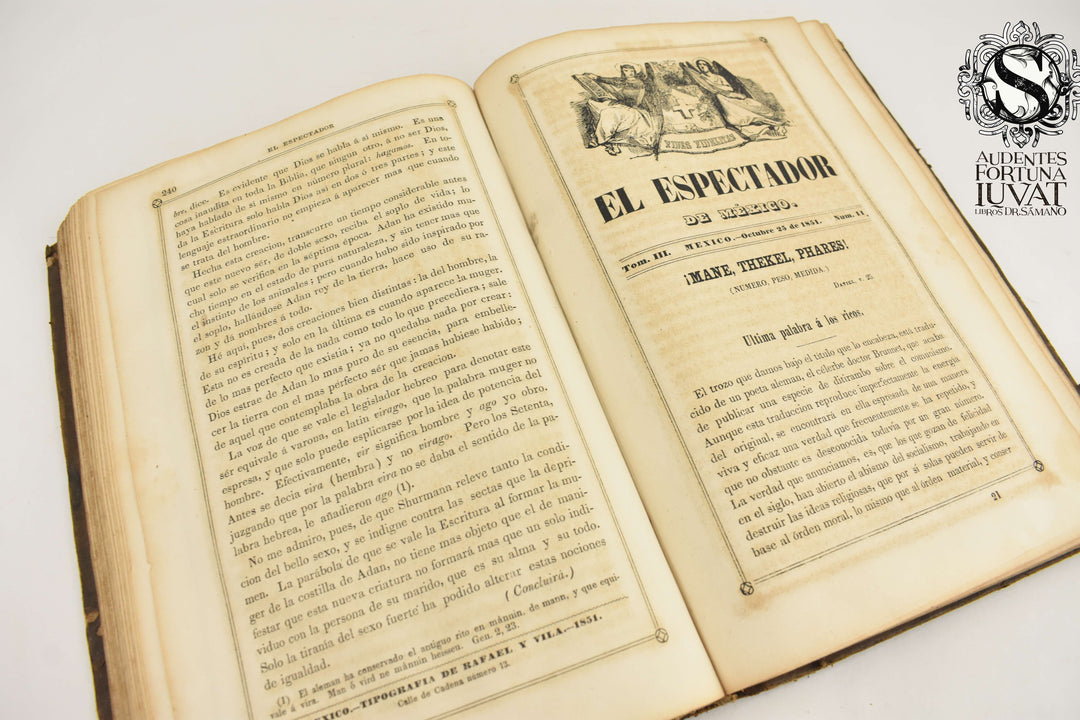 240
EL ESPECTADOR
bre, dice. Es evidente que Dios se habla á sí mismo. Es una
cosa inaudita en toda la Biblia, que ningun otro, á no ser Dios,
haya hablado de sí mismo en número plural: hagamos. En to-
da la Escritura solo habla Dios así en dos ó tres partes; y este
lenguaje extraordinario no empieza á aparecer mas que cuando
se trata del hombre.
Hecha esta creacion, transcurre un tiempo considerable antes
que este nuevo sér, de doble sexo, reciba el soplo de vida; lo
cual solo se verifica en la séptima época. Adan ha existido mu-
cho tiempo en el estado de pura naturaleza, y sin tener mas que
el instinto de los animales; pero cuando hubo sido inspirado por
el soplo, hallándose Adan rey de la tierra, hace uso de su ra-
zon y da nombres á todo.
Hé aquí, pues, dos creaciones bien distintas: la del hombre, la
de su espíritu; y solo en la última es cuando aparece la muger.
Esta no es creada de la nada como todo lo que precediera; sale
de lo mas perfecto que existia; ya no quedaba nada por crear:
Dios estrae de Adan lo mas puro de su esencia, para embelle-
cer la tierra con el mas pérfecto sér que jamas hubiese habido;
de aquel que contemplaba la obra de la creacion.
La voz de que se vale el legislador hebreo para denotar este
sér equivale á varona, en latin virago, que la palabra muger no
espresa, y que solo puede esplicarse por la idea de potencia del
hombre. Efectivamente, vir significa hombre y ago yo obro.
Antes se decia vira (hembra) y no virago. Pero los Setenta,
juzgando que por la palabra vira no se daba el sentido de la pa-
labra hebrea, le añadieron ago (1).
No me admiro, pues, de que Shurmann releve tanto la condi-
cion del bello sexo, y se indigne contra las sectas que la depri-
men. La parábola de que se vale la Escritura al formar la mu-
ger de la costilla de Adan, no tiene mas objeto que el de mani-
festar que esta nueva criatura no formará mas que un solo indi-
viduo con la persona de su marido, que es su alma y su todo.
Solo la tiranía del sexo fuerte ha podido alterar estas nociones
de igualdad.
(Concluirá.)
(1) El aleman ha conservado el antiguo rito en männin, de mann, y que equi-
vale á vira. Man ó vird ne männin heissen. Gen. 2, 23.
MEXICO.—TIPOGRAFIA DE RAFAEL Y VILA.—1851.
Calle de Cadena número 13.
FIDES VIDELICET
EL ESPECTADOR
DE MÉXICO.
Tom. III. MEXICO.—Octubre 25 de 1851. Num. 11.
¡MANE, THEKEL, PHARES!
(NUMERO, PESO, MEDIDA.)
DANIEL, v. 25
Ultima palabra á los ricos.
El trozo que damos bajo el titulo que lo encabeza, está tradu-
cido de un poeta aleman, el célebre doctor Brunnet, que acaba
de publicar una especie de ditirambo sobre el comunismo.
Aunque esta traduccion reproduce imperfectamente la energía
del original, se encontrará en ella espresada de una manera
viva y eficaz una verdad que frecuentemente se ha repetido, y
que no obstante es desconocida todavía por un gran número
La verdad que anunciamos, es, que los que gozan de felicidad
en el siglo, han abierto el abismo del socialismo, trabajando en
destruir las ideas religiosas, que por sí solas pueden servir de
base al órden moral, lo mismo que al órden material, y conser
21
S
AUDENTES
FORTUNA
IUVAT
LIBROS DR. SÁMANO